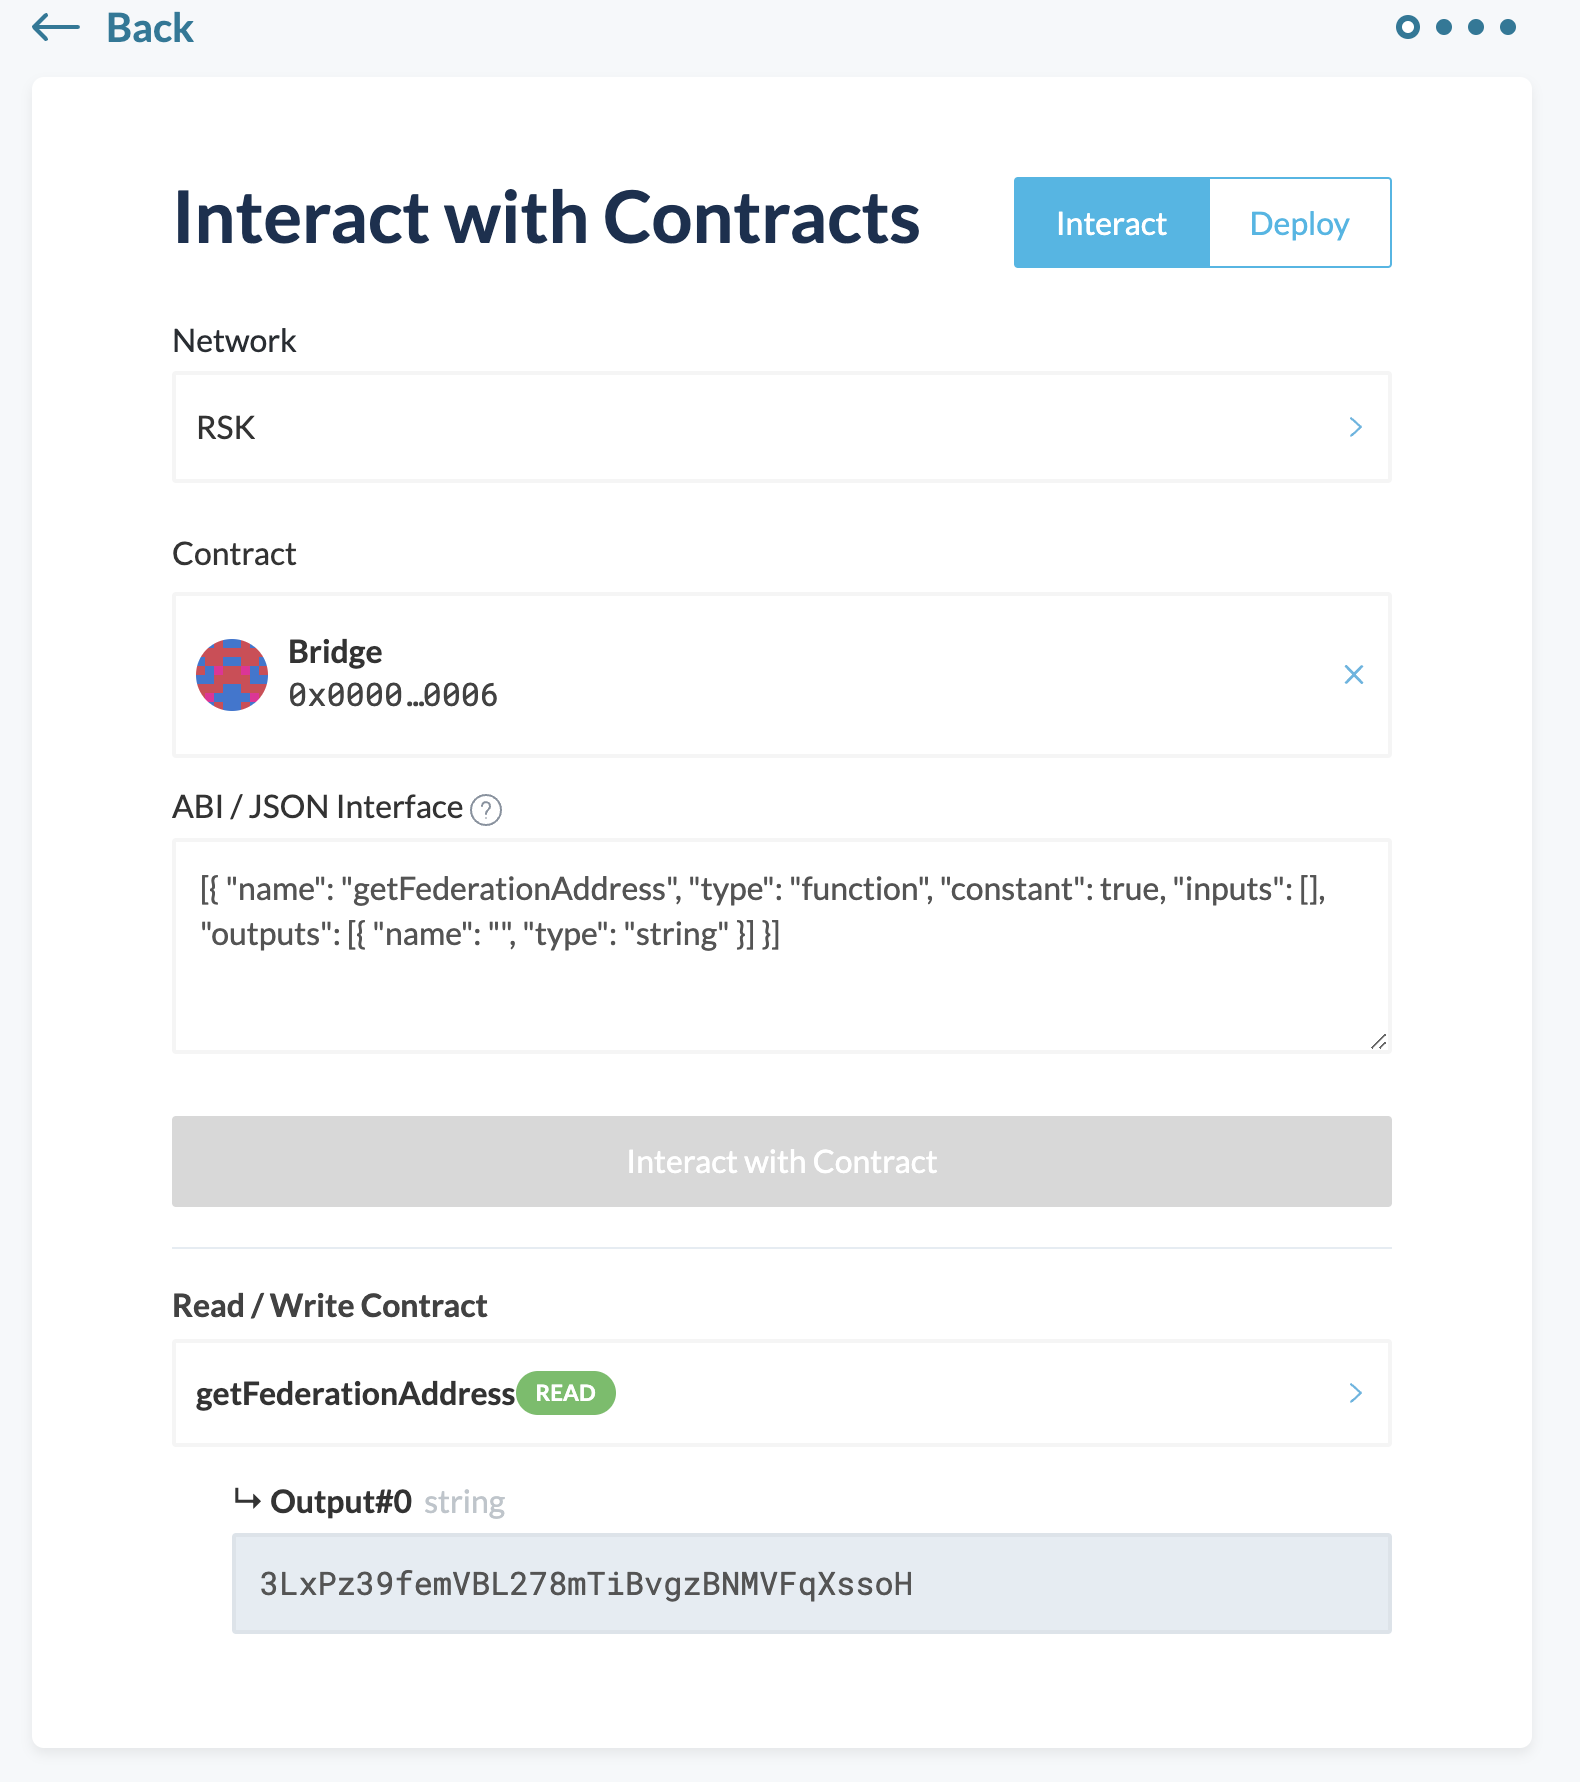 Back
Interact with Contracts
Interact
Deploy
Network
RSK
Contract
Bridge
0x0000…0006
ABI / JSON Interface ?
[{ "name": "getFederationAddress", "type": "function", "constant": true, "inputs": [],
"outputs": [{ "name": "", "type": "string" }] }]
Interact with Contract
Read / Write Contract
getFederationAddress READ
Output#0 string
3LxPz39femVBL278mTiBvgzBNMVFqXssoH